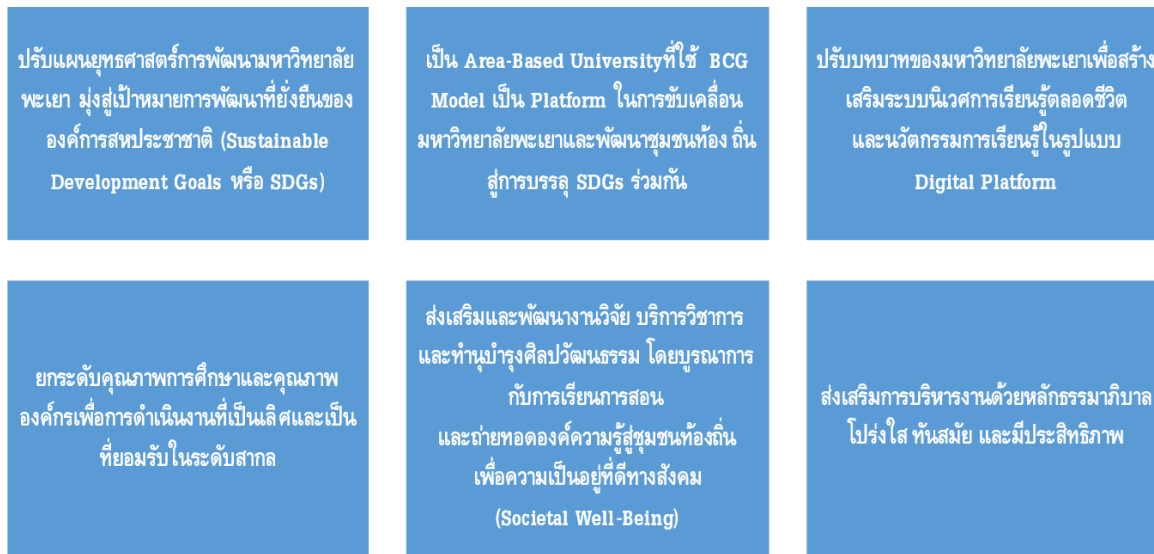 ปรับแผนยุทธศาสตร์การพัฒนามหาวิทยาลัย
พะเยา มุ่งสู่เป้าหมายการพัฒนาที่ยั่งยืนของ
องค์การสหประชาชาติ (Sustainable
Development Goals หรือ SDGs)
เป็น Area-Based Universityที่ใช้ BCG
Model เป็น Platform ในการขับเคลื่อน
มหาวิทยาลัยพะเยาและพัฒนาชุมชนท้อง ถิ่น
สู่การบรรลุ SDGs ร่วมกัน
ปรับบทบาทของมหาวิทยาลัยพะเยาเพื่อสร้าง
เสริมระบบนิเวศการเรียนรู้ตลอดชีวิต
และนวัตกรรมการเรียนรู้ในรูปแบบ
Digital Platform
ยกระดับคุณภาพการศึกษาและคุณภาพ
องค์กรเพื่อการดำเนินงานที่เป็นเลิศและเป็น
ที่ยอมรับในระดับสากล
ส่งเสริมและพัฒนางานวิจัย บริการวิชาการ
และทำนุบำรุงศิลปวัฒนธรรม โดยบูรณาการ
กับการเรียนการสอน
และถ่ายทอดองค์ความรู้สู่ชุมชนท้องถิ่น
เพื่อความเป็นอยู่ที่ดีทางสังคม
(Societal Well-Being)
ส่งเสริมการบริหารงานด้วยหลักธรรมาภิบาล
โปร่งใส ทันสมัย และมีประสิทธิภาพ